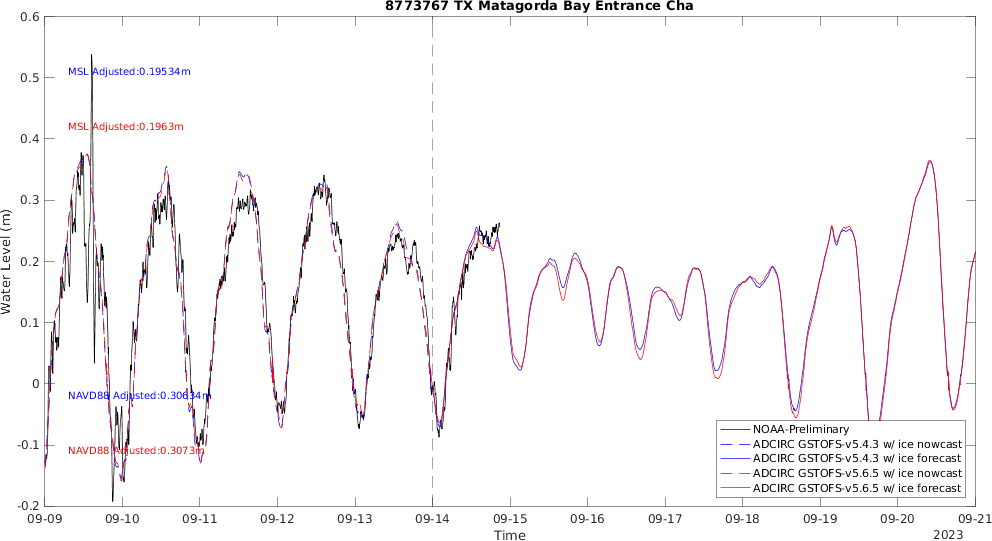 8773767 TX Matagorda Bay Entrance Cha
0.6
0.5
0.4
0.3
0.2
0.1
0
-0.1
-0.2
Water Level (m)
MSL Adjusted:0.19534m
MSL Adjusted:0.1963m
NAVD88 Adjusted:0.30634m
NAVD88 Adjusted:0.3073m
NOAA-Preliminary
ADCIRC GSTOFS-v5.4.3 w/ ice nowcast
ADCIRC GSTOFS-v5.4.3 w/ ice forecast
ADCIRC GSTOFS-v5.6.5 w/ ice nowcast
ADCIRC GSTOFS-v5.6.5 w/ ice forecast
09-09 09-10 09-11 09-12 09-13 09-14 09-15 09-16 09-17 09-18 09-19 09-20 09-21
Time
2023